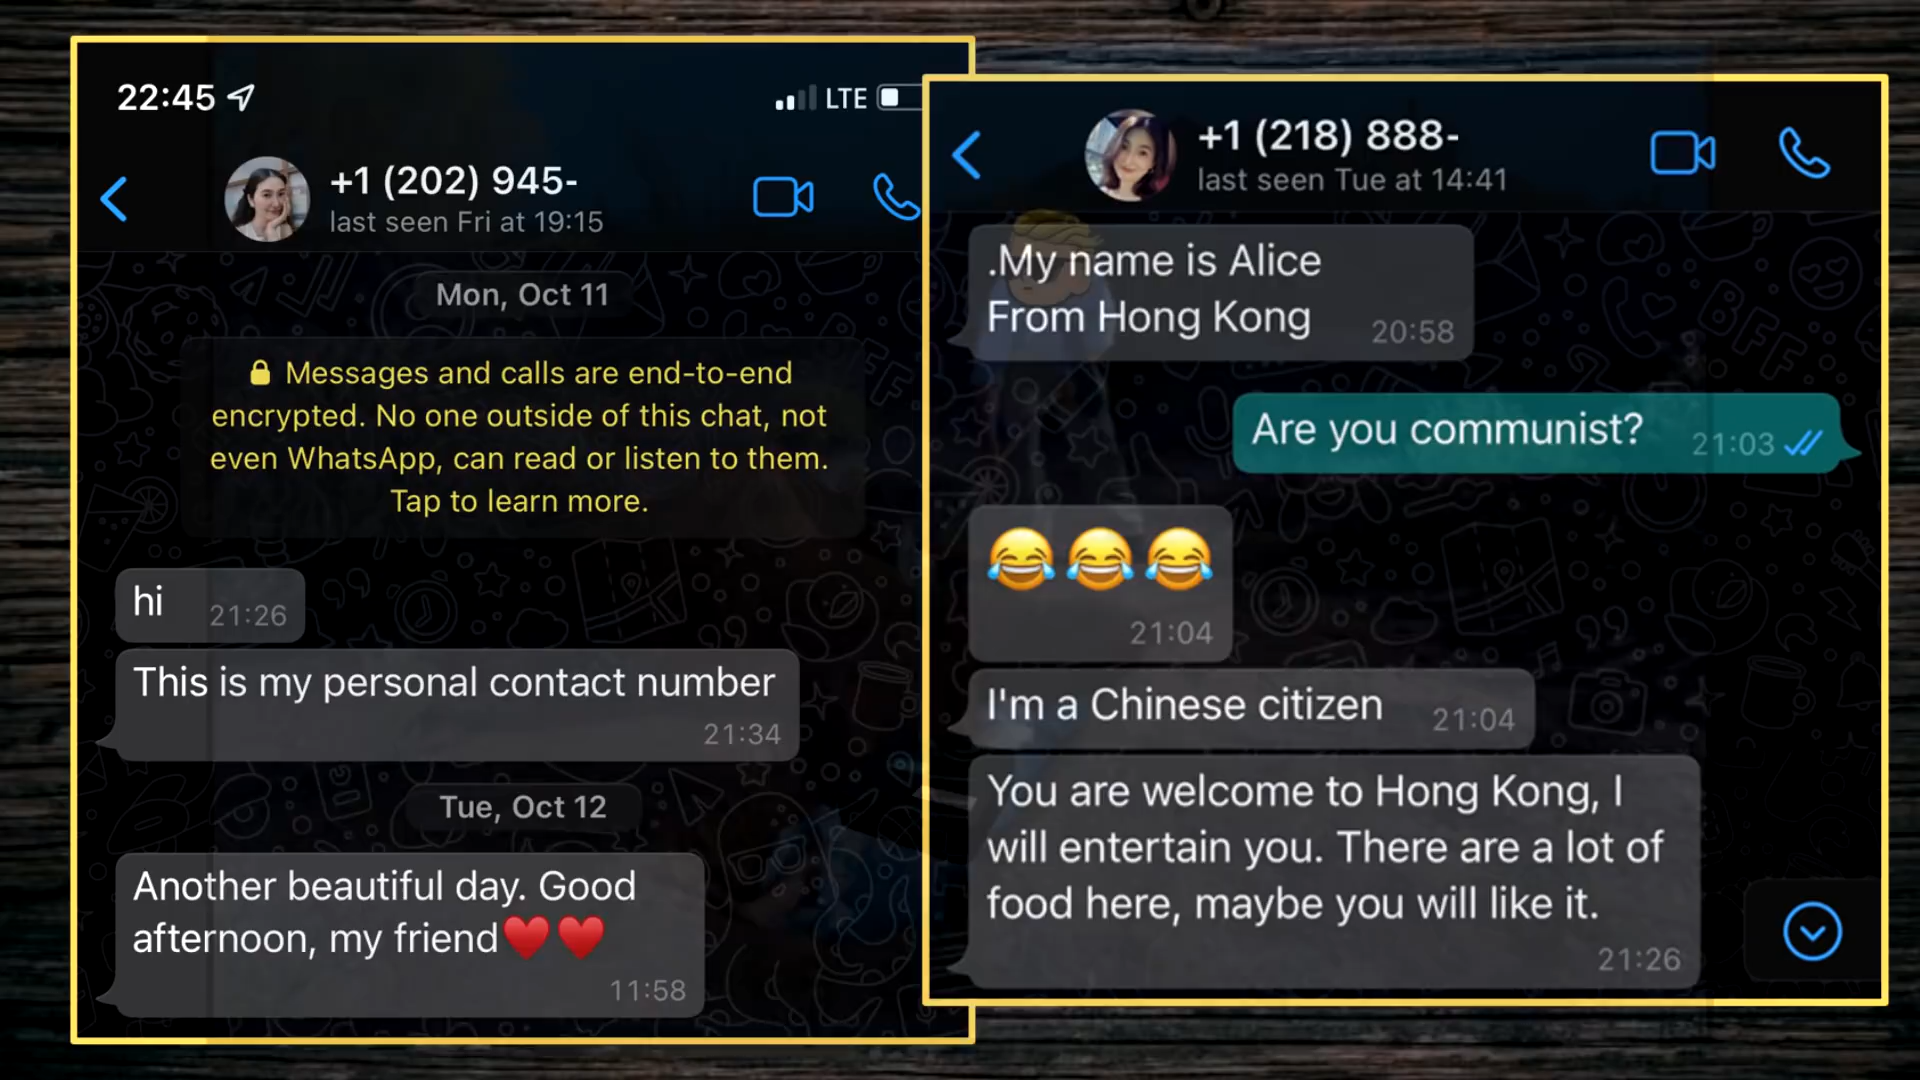 22:45
LTE
+1 (202) 945-
last seen Fri at 19:15
Mon, Oct 11
Messages and calls are end-to-end
encrypted. No one outside of this chat, not
even WhatsApp, can read or listen to them.
Tap to learn more.
hi
21:26
This is my personal contact number
21:34
Tue, Oct 12
Another beautiful day. Good
afternoon, my friend❤️❤️
11:58
+1 (218) 888-
last seen Tue at 14:41
.My name is Alice
From Hong Kong
20:58
Are you communist?
21:03
😂😂😂
21:04
I'm a Chinese citizen
21:04
You are welcome to Hong Kong, I
will entertain you. There are a lot of
food here, maybe you will like it.
21:26